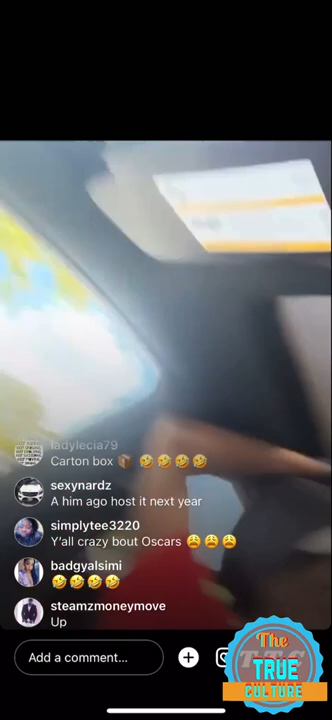 ladylecia79
Carton box 📦 🤣🤣🤣🤣
sexynardz
A him ago host it next year
simplytee3220
Y'all crazy bout Oscars 😩😩😩
badgyalsimi
🤣🤣🤣🤣
steamzmoneymove
Up
Add a comment...
The
TRUE
CULTURE